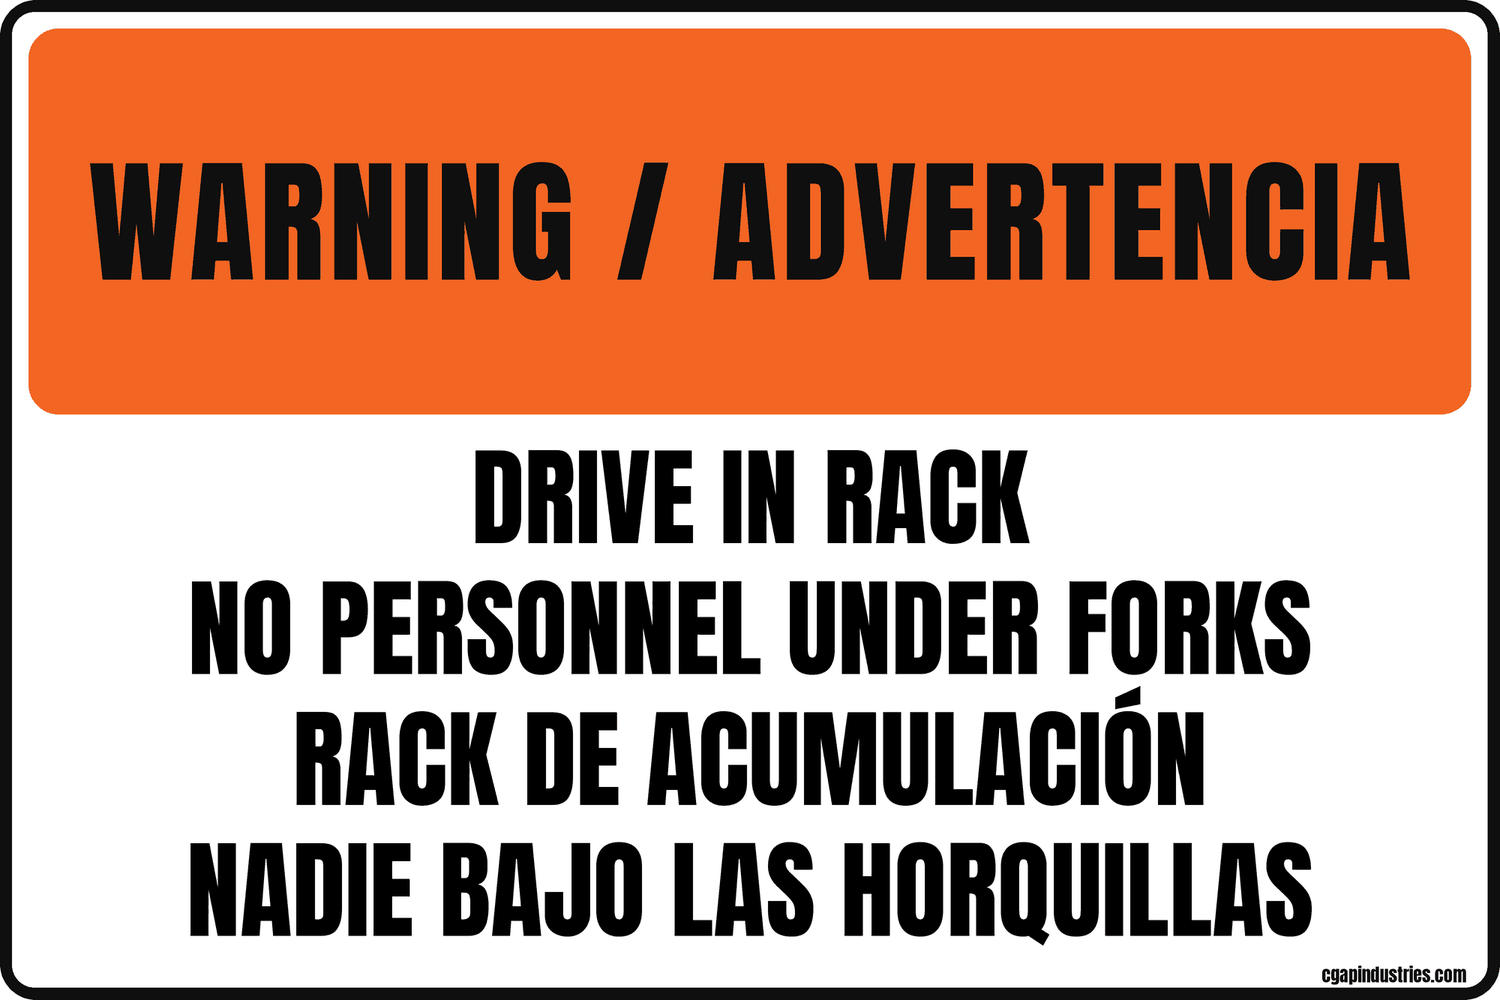 WARNING / ADVERTENCIA
DRIVE IN RACK
NO PERSONNEL UNDER FORKS
RACK DE ACUMULACIÓN
NADIE BAJO LAS HORQUILLAS
cgapindustries.com